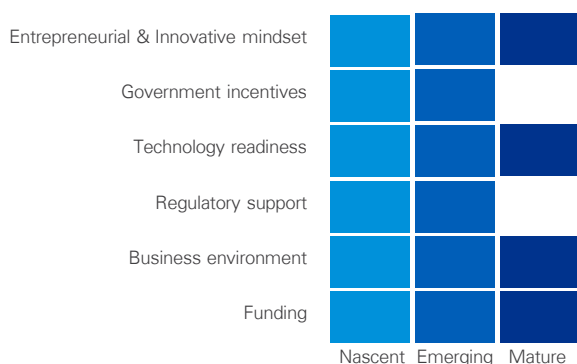 Entrepreneurial & Innovative mindset
Government incentives
Technology readiness
Regulatory support
Business environment
Funding
Nascent Emerging Mature